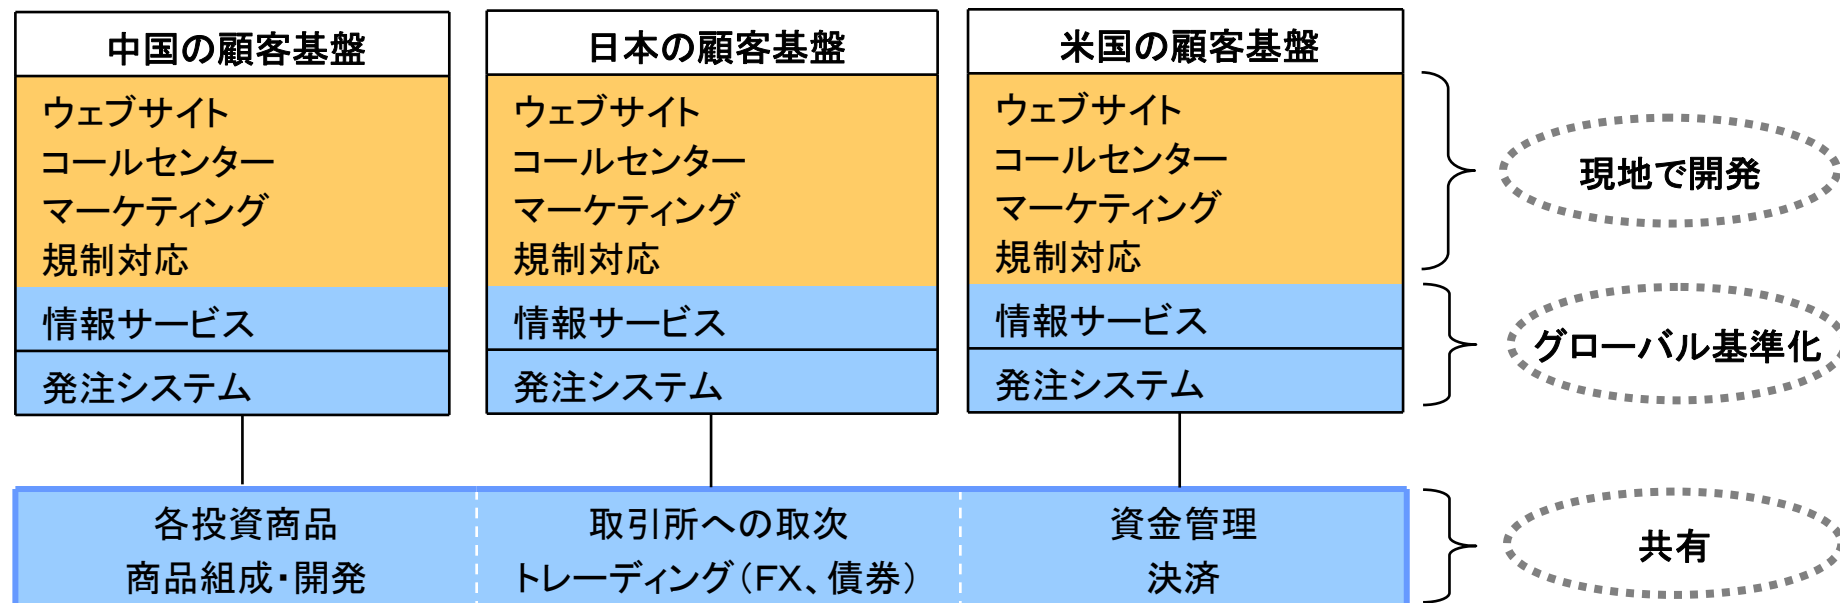 中国の顧客基盤
ウェブサイト
コールセンター
マーケティング
規制対応
情報サービス
発注システム
日本の顧客基盤
ウェブサイト
コールセンター
マーケティング
規制対応
情報サービス
発注システム
米国の顧客基盤
ウェブサイト
コールセンター
マーケティング
規制対応
情報サービス
発注システム
現地で開発
グローバル基準化
各投資商品
商品組成・開発
取引所への取次
トレーディング(FX、債券)
資金管理
決済
共有